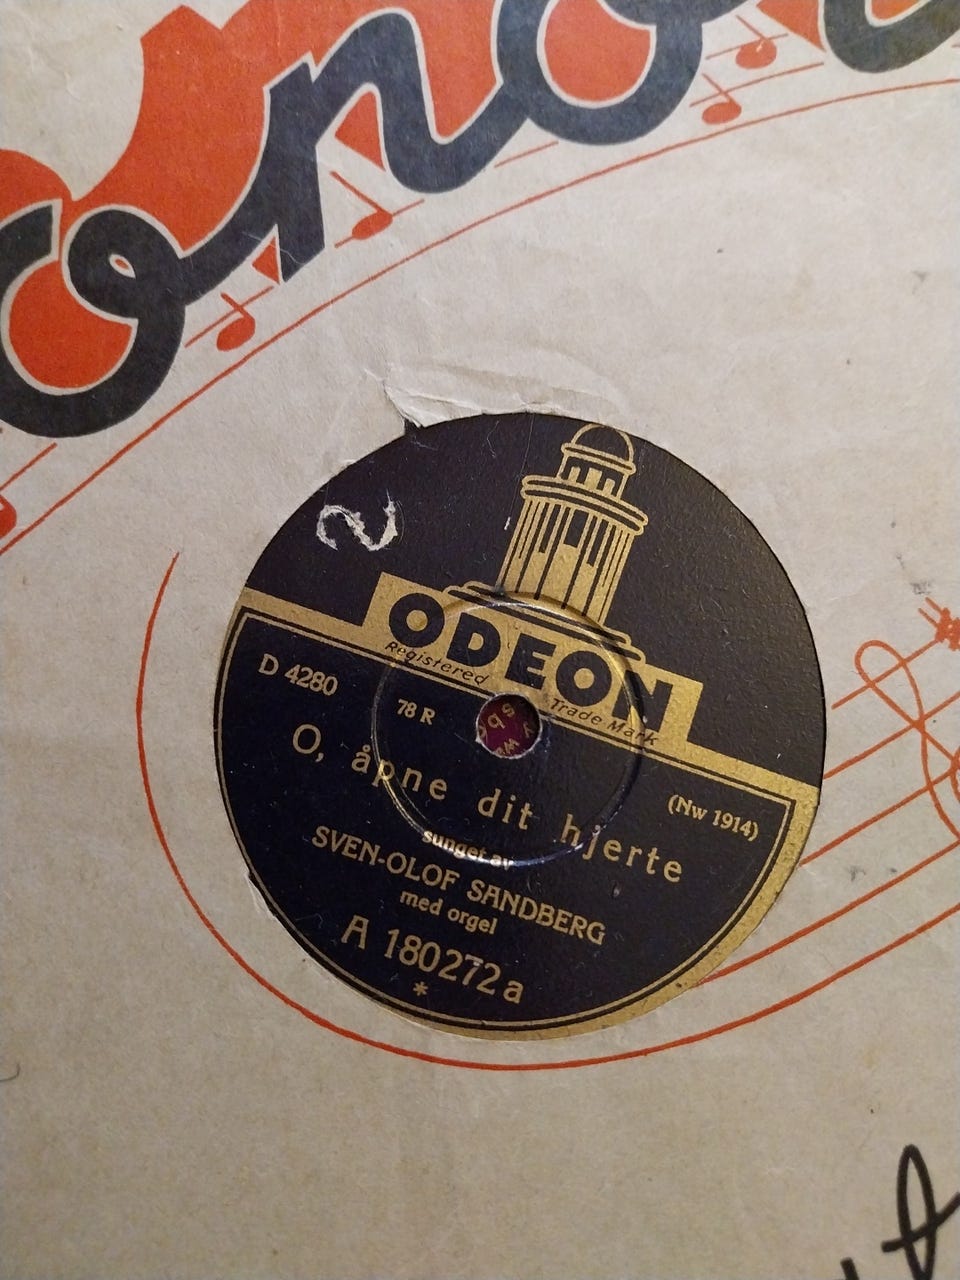 2
ODEON
Registered Trade Mark
D 4280
78 R
(Nw 1914)
O, åpne dit hjerte
sunget av
SVEN-OLOF SANDBERG
med orgel
A 180272a
*